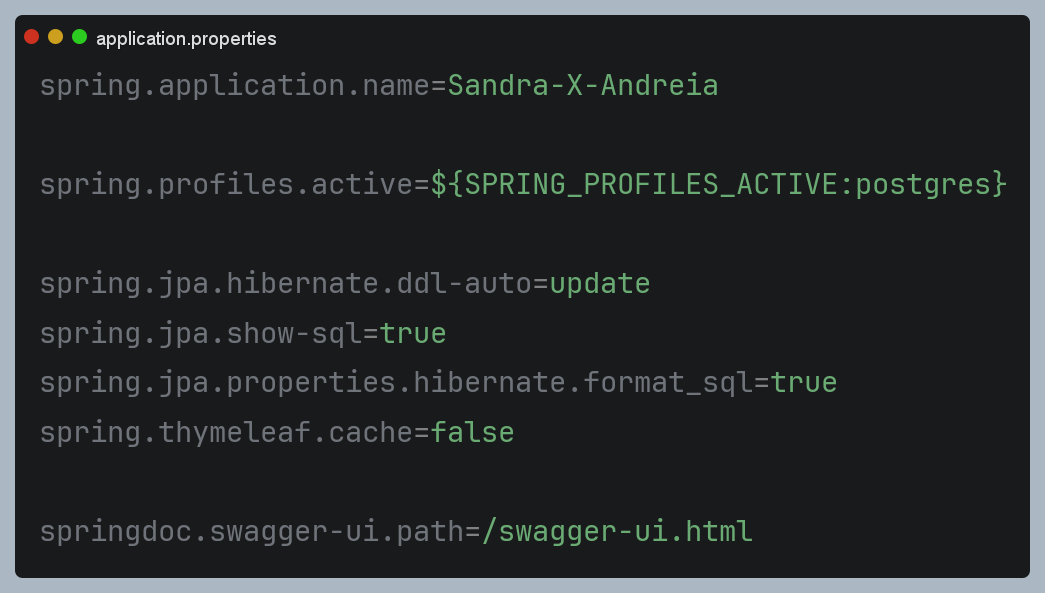 application.properties
spring.application.name=Sandra-X-Andreia
spring.profiles.active=${SPRING_PROFILES_ACTIVE:postgres}
spring.jpa.hibernate.ddl-auto=update
spring.jpa.show-sql=true
spring.jpa.properties.hibernate.format_sql=true
spring.thymeleaf.cache=false
springdoc.swagger-ui.path=/swagger-ui.html